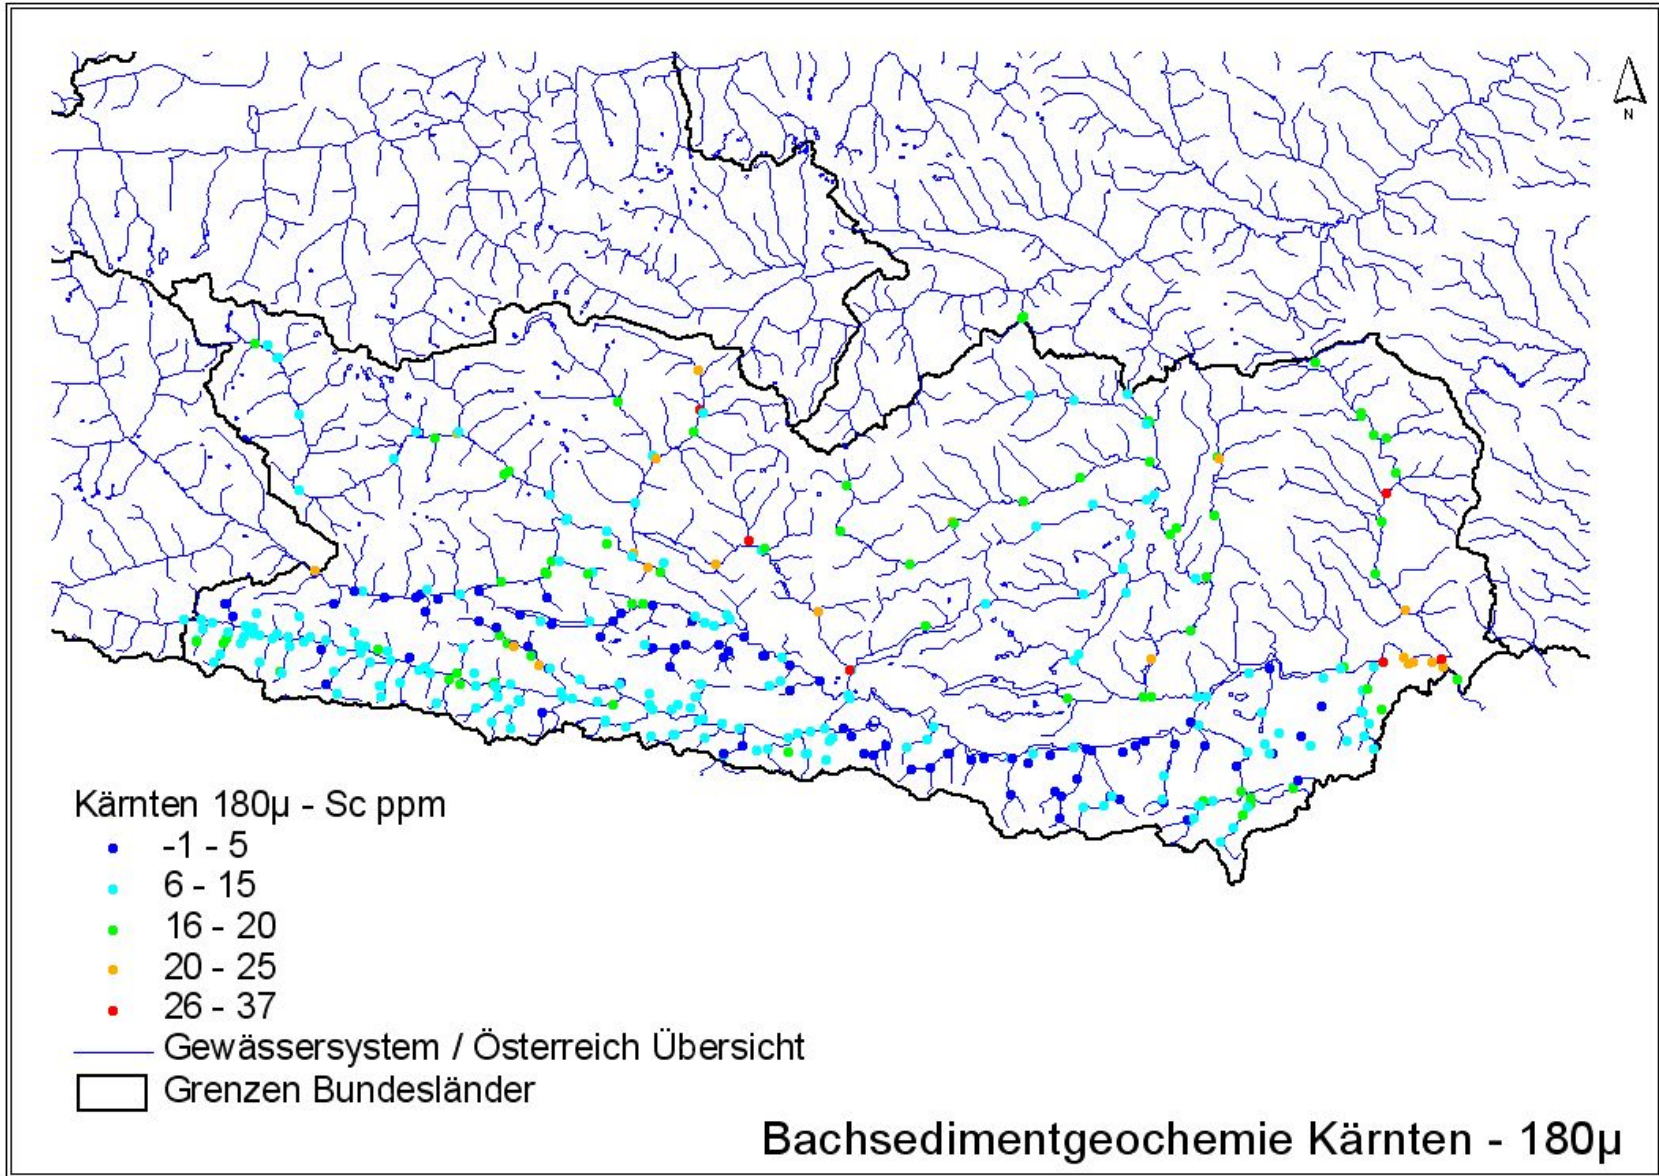 N
Kärnten 180µ - Sc ppm
-1 - 5
6 - 15
16 - 20
20 - 25
26 - 37
Gewässersystem / Österreich Übersicht
Grenzen Bundesländer
Bachsedimentgeochemie Kärnten - 180µ